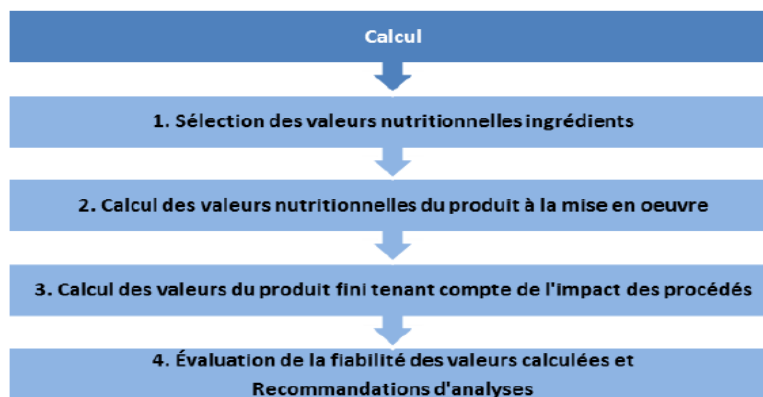 Calcul
1. Sélection des valeurs nutritionnelles ingrédients
2. Calcul des valeurs nutritionnelles du produit à la mise en oeuvre
3. Calcul des valeurs du produit fini tenant compte de l'impact des procédés
4. Évaluation de la fiabilité des valeurs calculées et
Recommandations d'analyses